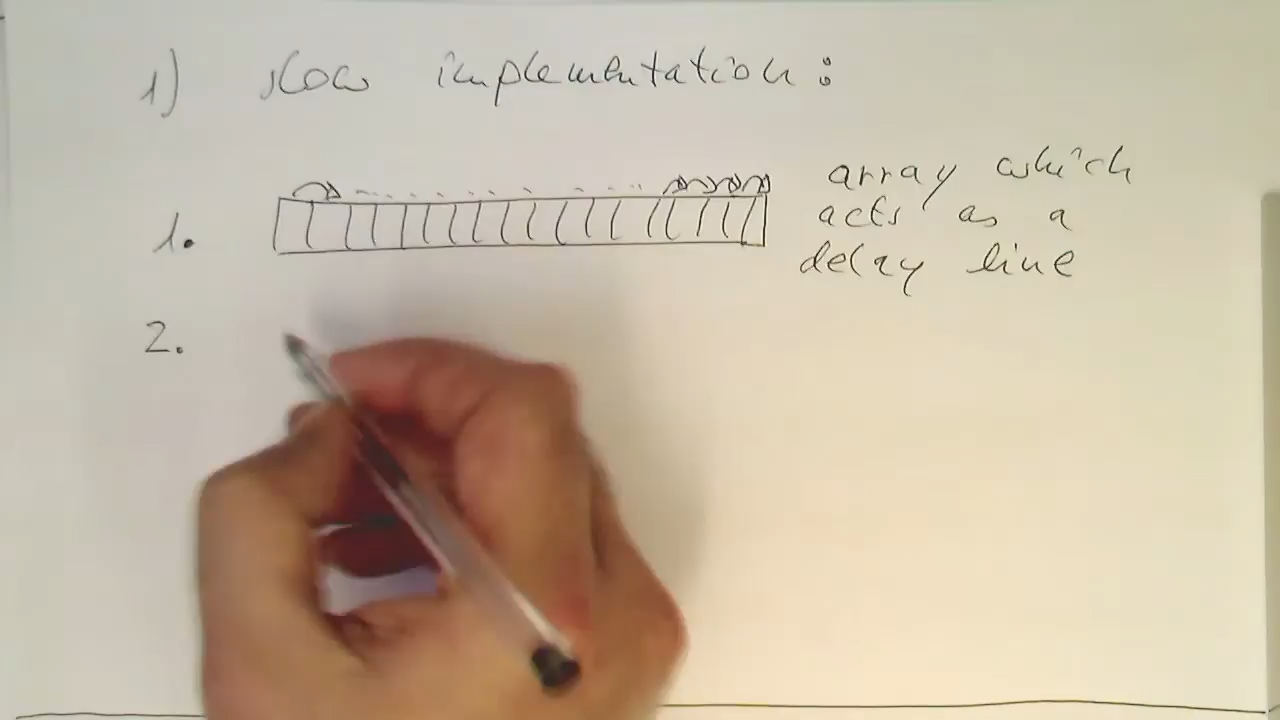 1) slow implementation:
1. array which
acts as a
delay line
2.